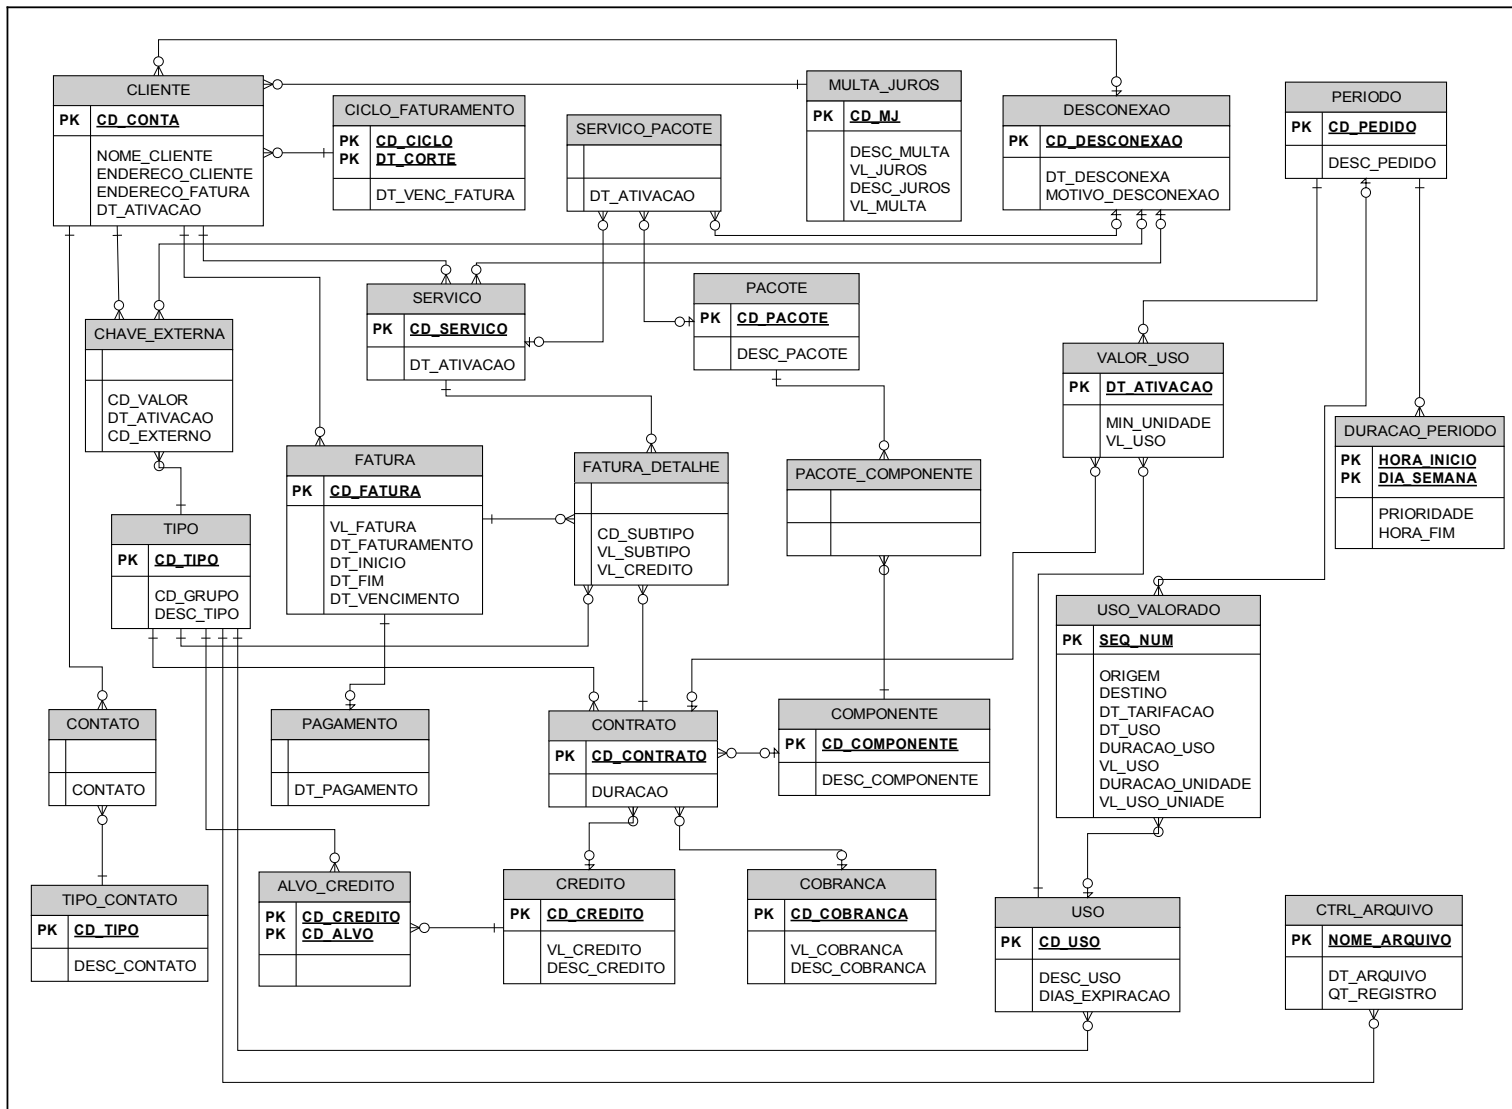 CLIENTE
PK CD_CONTA
NOME_CLIENTE
ENDERECO_CLIENTE
ENDERECO_FATURA
DT_ATIVACAO
CICLO_FATURAMENTO
PK CD_CICLO
PK DT_CORTE
DT_VENC_FATURA
SERVICO_PACOTE
DT_ATIVACAO
MULTA_JUROS
PK CD_MJ
DESC_MULTA
VL_JUROS
DESC_JUROS
VL_MULTA
DESCONEXAO
PK CD_DESCONEXAO
DT_DESCONEXA
MOTIVO_DESCONEXAO
PERIODO
PK CD_PEDIDO
DESC_PEDIDO
CHAVE_EXTERNA
CD_VALOR
DT_ATIVACAO
CD_EXTERNO
SERVICO
PK CD_SERVICO
DT_ATIVACAO
PACOTE
PK CD_PACOTE
DESC_PACOTE
VALOR_USO
PK DT_ATIVACAO
MIN_UNIDADE
VL_USO
DURACAO_PERIODO
PK HORA_INICIO
PK DIA_SEMANA
PRIORIDADE
HORA_FIM
FATURA
PK CD_FATURA
VL_FATURA
DT_FATURAMENTO
DT_INICIO
DT_FIM
DT_VENCIMENTO
FATURA_DETALHE
CD_SUBTIPO
VL_SUBTIPO
VL_CREDITO
PACOTE_COMPONENTE
TIPO
PK CD_TIPO
CD_GRUPO
DESC_TIPO
USO_VALORADO
PK SEQ_NUM
ORIGEM
DESTINO
DT_TARIFACAO
DT_USO
DURACAO_USO
VL_USO
DURACAO_UNIDADE
VL_USO_UNIADE
CONTATO
CONTATO
PAGAMENTO
DT_PAGAMENTO
CONTRATO
PK CD_CONTRATO
DURACAO
COMPONENTE
PK CD_COMPONENTE
DESC_COMPONENTE
TIPO_CONTATO
PK CD_TIPO
DESC_CONTATO
ALVO_CREDITO
PK CD_CREDITO
PK CD_ALVO
CREDITO
PK CD_CREDITO
VL_CREDITO
DESC_CREDITO
COBRANCA
PK CD_COBRANCA
VL_COBRANCA
DESC_COBRANCA
USO
PK CD_USO
DESC_USO
DIAS_EXPIRACAO
CTRL_ARQUIVO
PK NOME_ARQUIVO
DT_ARQUIVO
QT_REGISTRO